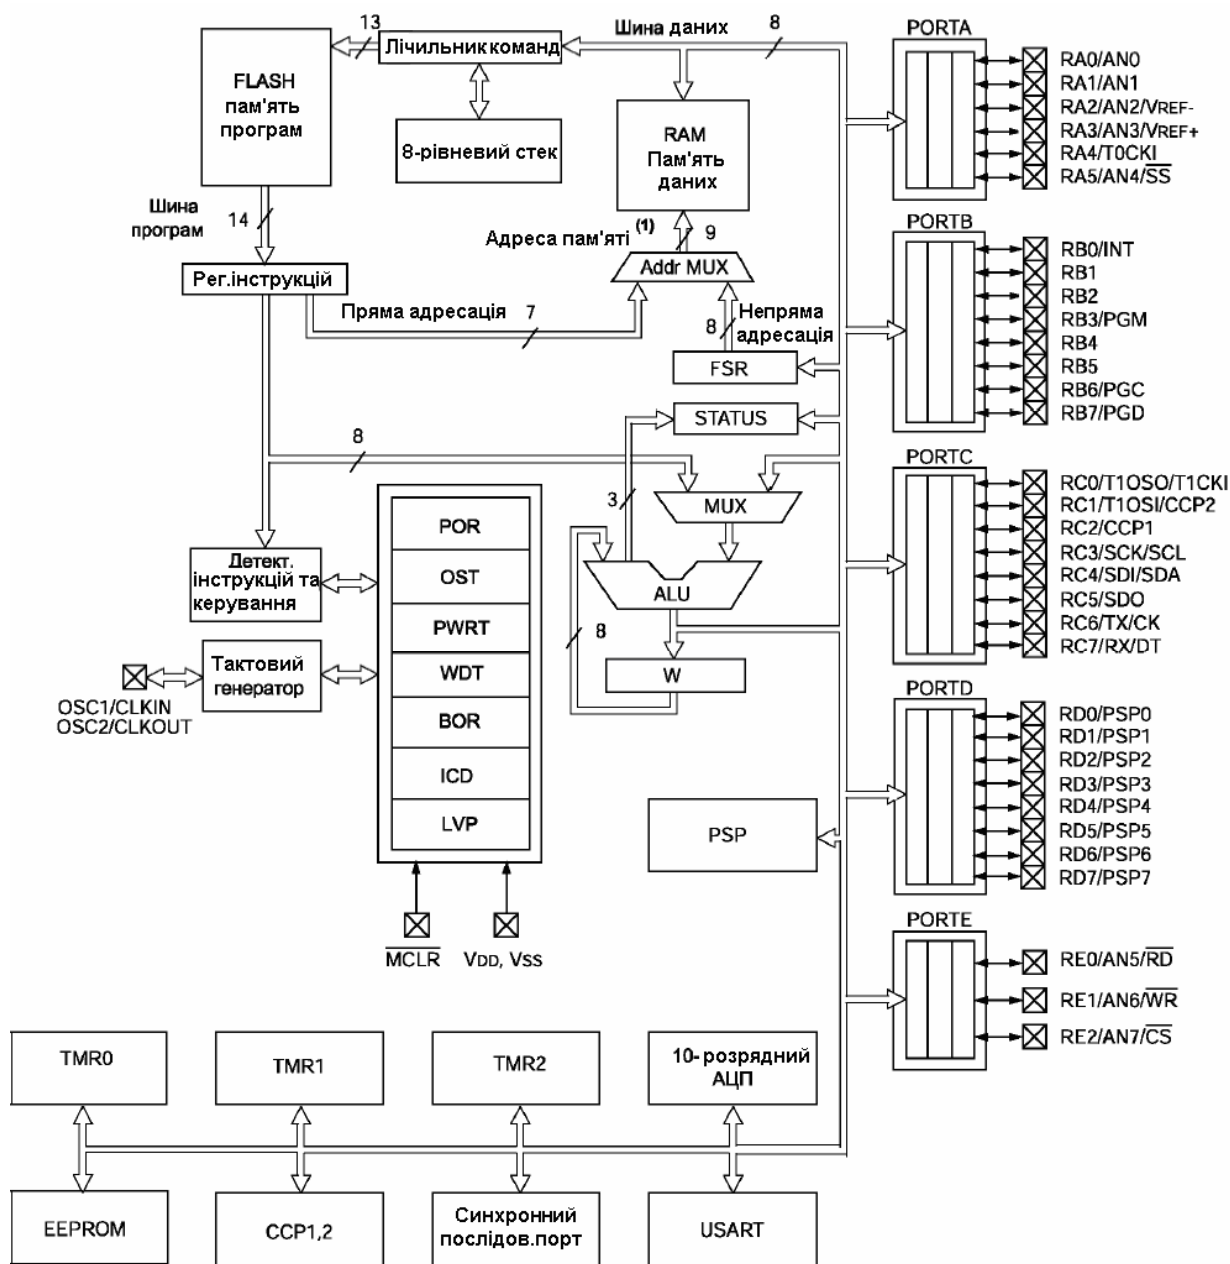 13
Лічильник команд
Шина даних
8
FLASH
пам'ять
програм
8-рівневий стек
RAM
Пам'ять
даних
Шина
програм
14
Адреса пам'яті
(1)
9
Addr MUX
Рег.інструкцій
Пряма адресація
7
8
Непряма
адресація
FSR
STATUS
8
3
MUX
ALU
8
W
Детект.
інструкцій та
керування
Тактовий
генератор
OSC1/CLKIN
OSC2/CLKOUT
POR
OST
PWRT
WDT
BOR
ICD
LVP
MCLR
VDD, VSS
PSP
PORTA
RA0/AN0
RA1/AN1
RA2/AN2/VREF-
RA3/AN3/VREF+
RA4/T0CKI
RA5/AN4/SS
PORTB
RB0/INT
RB1
RB2
RB3/PGM
RB4
RB5
RB6/PGC
RB7/PGD
PORTC
RC0/T1OSO/T1CKI
RC1/T1OSI/CCP2
RC2/CCP1
RC3/SCK/SCL
RC4/SDI/SDA
RC5/SDO
RC6/TX/CK
RC7/RX/DT
PORTD
RD0/PSP0
RD1/PSP1
RD2/PSP2
RD3/PSP3
RD4/PSP4
RD5/PSP5
RD6/PSP6
RD7/PSP7
PORTE
RE0/AN5/RD
RE1/AN6/WR
RE2/AN7/CS
TMR0
TMR1
TMR2
10- розрядний
АЦП
EEPROM
CCP1,2
Синхронний
послідов.порт
USART